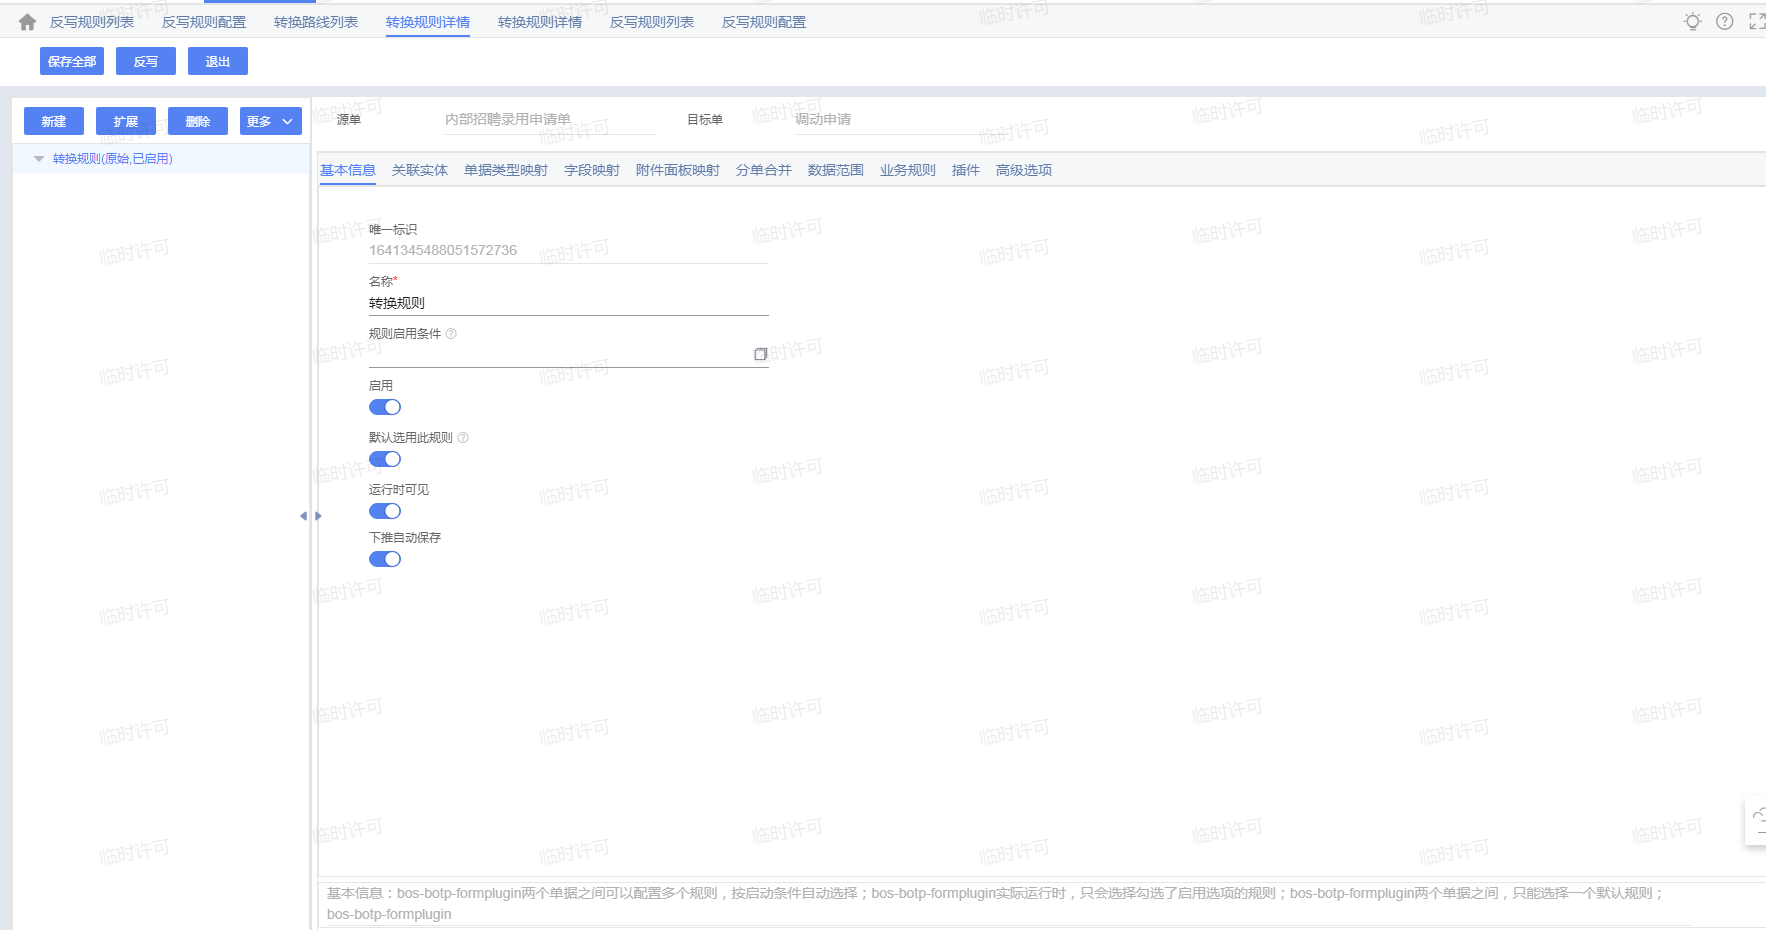 反写规则列表 反写规则配置 转换路线列表 转换规则详情 转换规则详情 反写规则列表 反写规则配置
保存全部 反写 退出
新建 扩展 删除 更多
源单 内部招聘录用申请单 目标单 调动申请
转换规则(原始,已启用)
基本信息 关联实体 单据类型映射 字段映射 附件面板映射 分单合并 数据范围 业务规则 插件 高级选项
唯一标识
1641345488051572736
名称*
转换规则
规则启用条件
启用
默认选用此规则
运行时可见
下推自动保存
基本信息：bos-botp-formplugin两个单据之间可以配置多个规则，按启动条件自动选择；bos-botp-formplugin实际运行时，只会选择勾选了启用选项的规则；bos-botp-formplugin两个单据之间，只能选择一个默认规则；
bos-botp-formplugin
临时许可